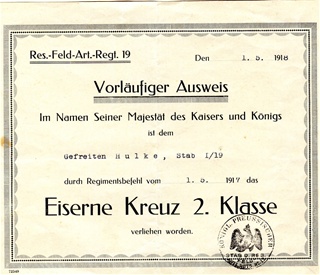 Res.-Feld-Art.-Regt. 19
Den 1. 5. 1918
Vorläufiger Ausweis
Im Namen Seiner Majestät des Kaisers und Königs
ist dem
Gefreiten Hulke, Stab I/19
durch Regimentsbefehl vom 1. 5. 1917 das
Eiserne Kreuz 2. Klasse
verliehen worden.
KÖNIGL. PREUSSISCHER